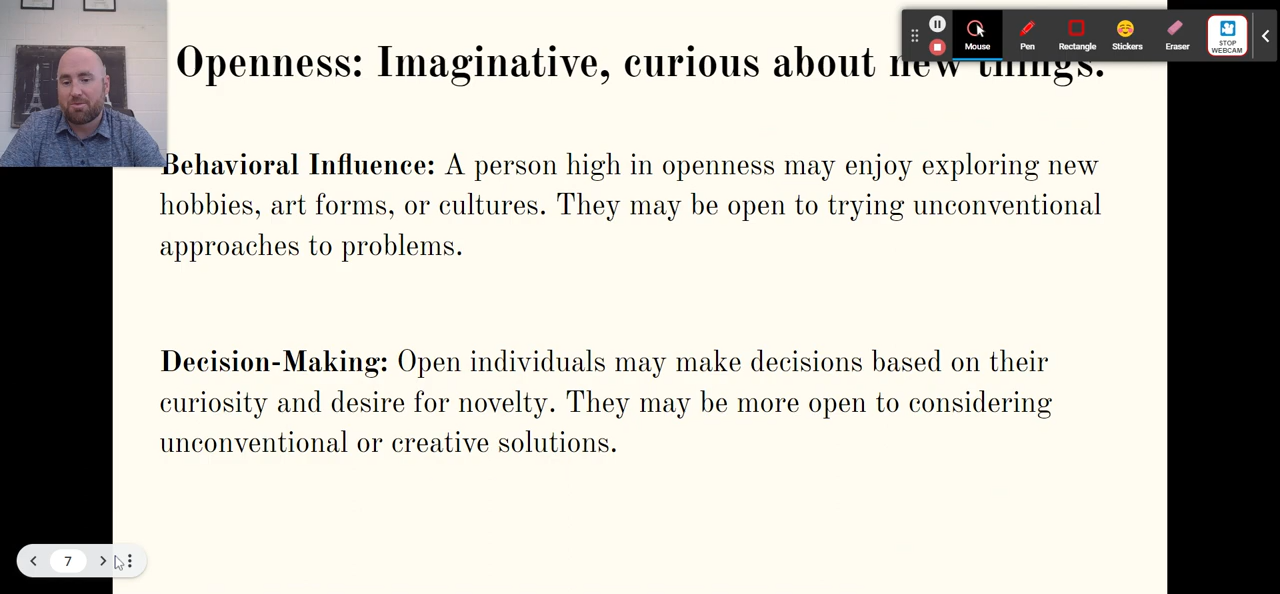 Openness: Imaginative, curious about new things.
Mouse
Pen
Rectangle
Stickers
Eraser
STOP
WEBCAM
Behavioral Influence: A person high in openness may enjoy exploring new
hobbies, art forms, or cultures. They may be open to trying unconventional
approaches to problems.
Decision-Making: Open individuals may make decisions based on their
curiosity and desire for novelty. They may be more open to considering
unconventional or creative solutions.
7